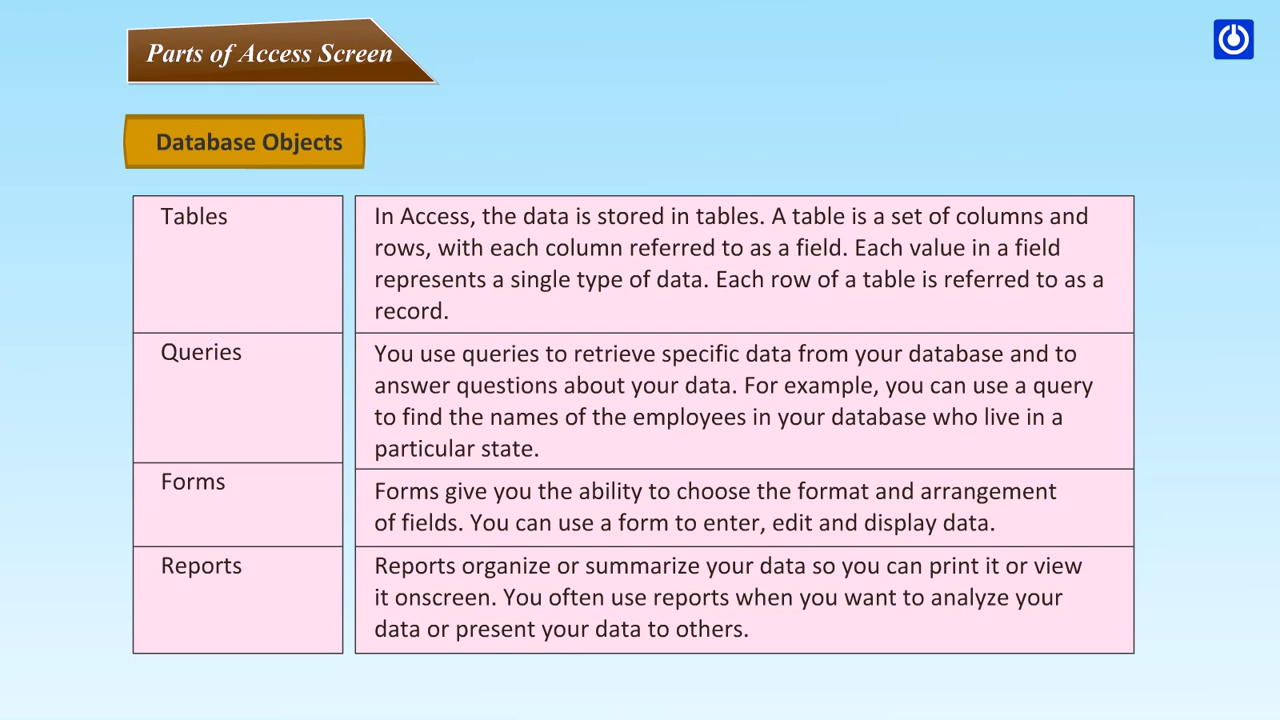 Parts of Access Screen
Database Objects
Tables
In Access, the data is stored in tables. A table is a set of columns and
rows, with each column referred to as a field. Each value in a field
represents a single type of data. Each row of a table is referred to as a
record.
Queries
You use queries to retrieve specific data from your database and to
answer questions about your data. For example, you can use a query
to find the names of the employees in your database who live in a
particular state.
Forms
Forms give you the ability to choose the format and arrangement
of fields. You can use a form to enter, edit and display data.
Reports
Reports organize or summarize your data so you can print it or view
it onscreen. You often use reports when you want to analyze your
data or present your data to others.